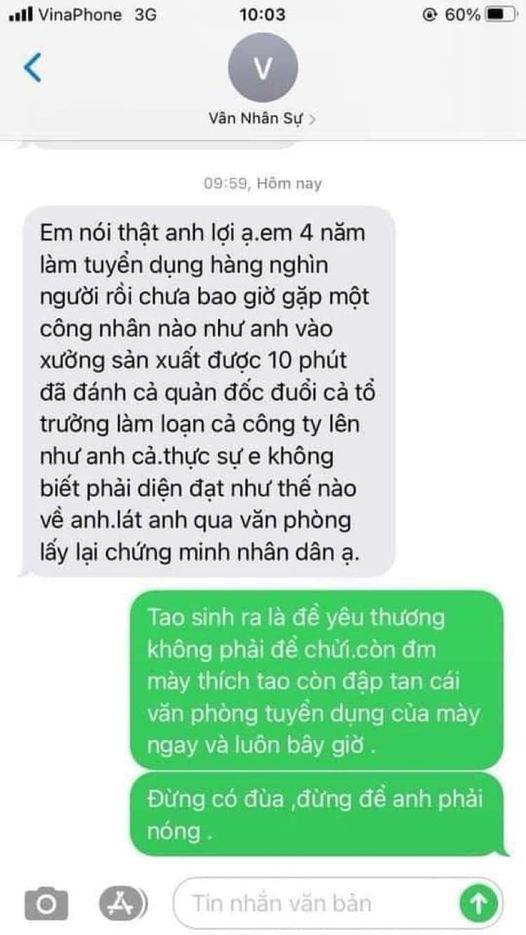 VinaPhone 3G 10:03 60%
V
Vân Nhân Sự
09:59, Hôm nay
Em nói thật anh lợi ạ.em 4 năm
làm tuyển dụng hàng nghìn
người rồi chưa bao giờ gặp một
công nhân nào như anh vào
xưởng sản xuất được 10 phút
đã đánh cả quản đốc đuổi cả tổ
trưởng làm loạn cả công ty lên
như anh cả.thực sự e không
biết phải diện đạt như thế nào
về anh.lát anh qua văn phòng
lấy lại chứng minh nhân dân ạ.
Tao sinh ra là để yêu thương
không phải để chửi.còn đm
mày thích tao còn đập tan cái
văn phòng tuyển dụng của mày
ngay và luôn bây giờ .
Đừng có đùa ,đừng để anh phải
nóng .
Tin nhắn văn bản